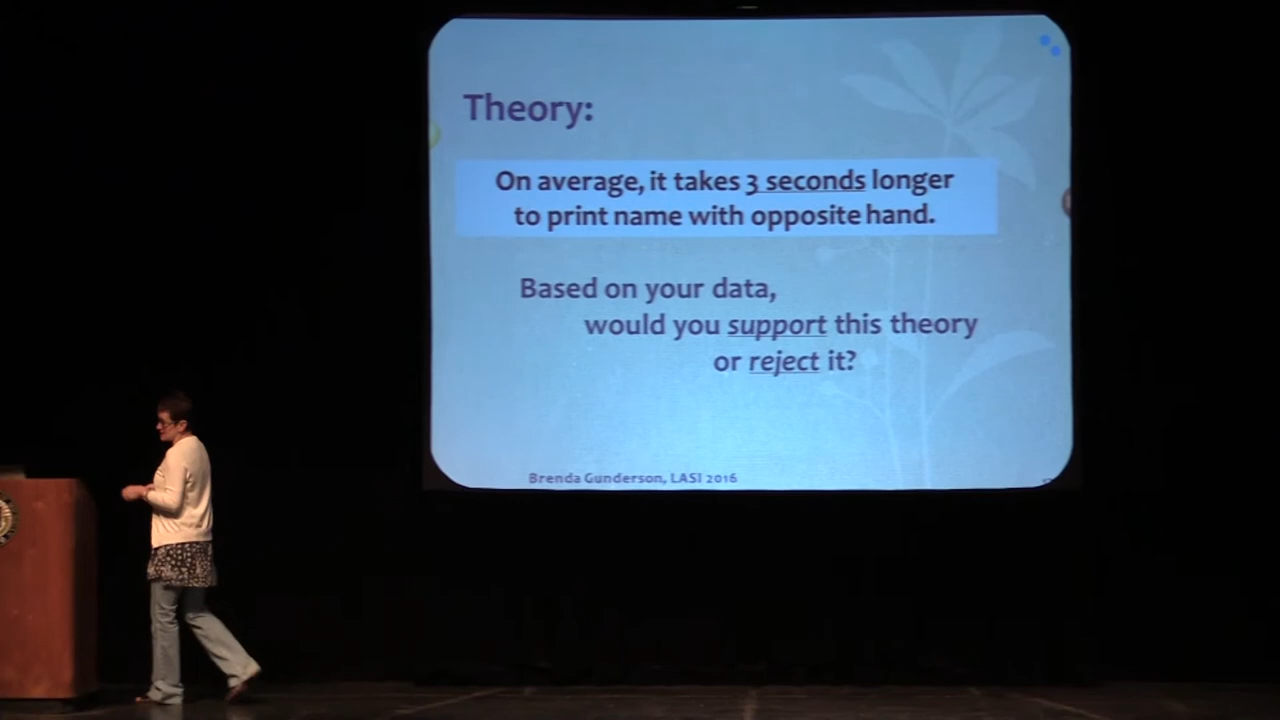 Theory:
On average, it takes 3 seconds longer
to print name with opposite hand.
Based on your data,
would you support this theory
or reject it?
Brenda Gunderson, LASI 2016